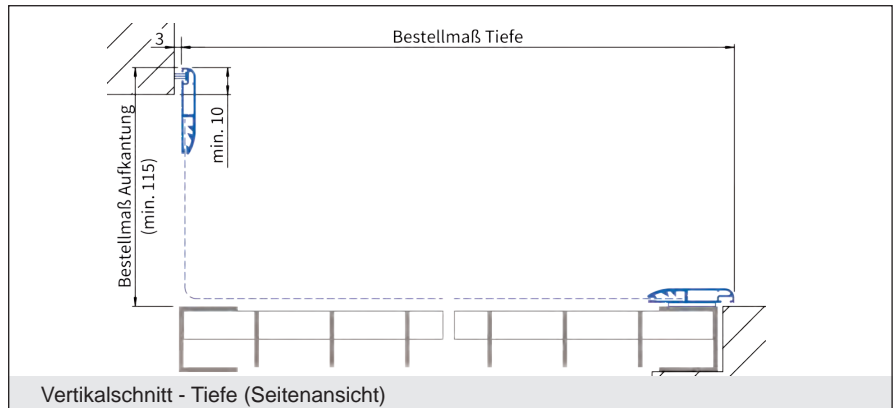 3
Bestellmaß Tiefe
min. 10
Bestellmaß Aufkantung
(min. 115)
Vertikalschnitt - Tiefe (Seitenansicht)